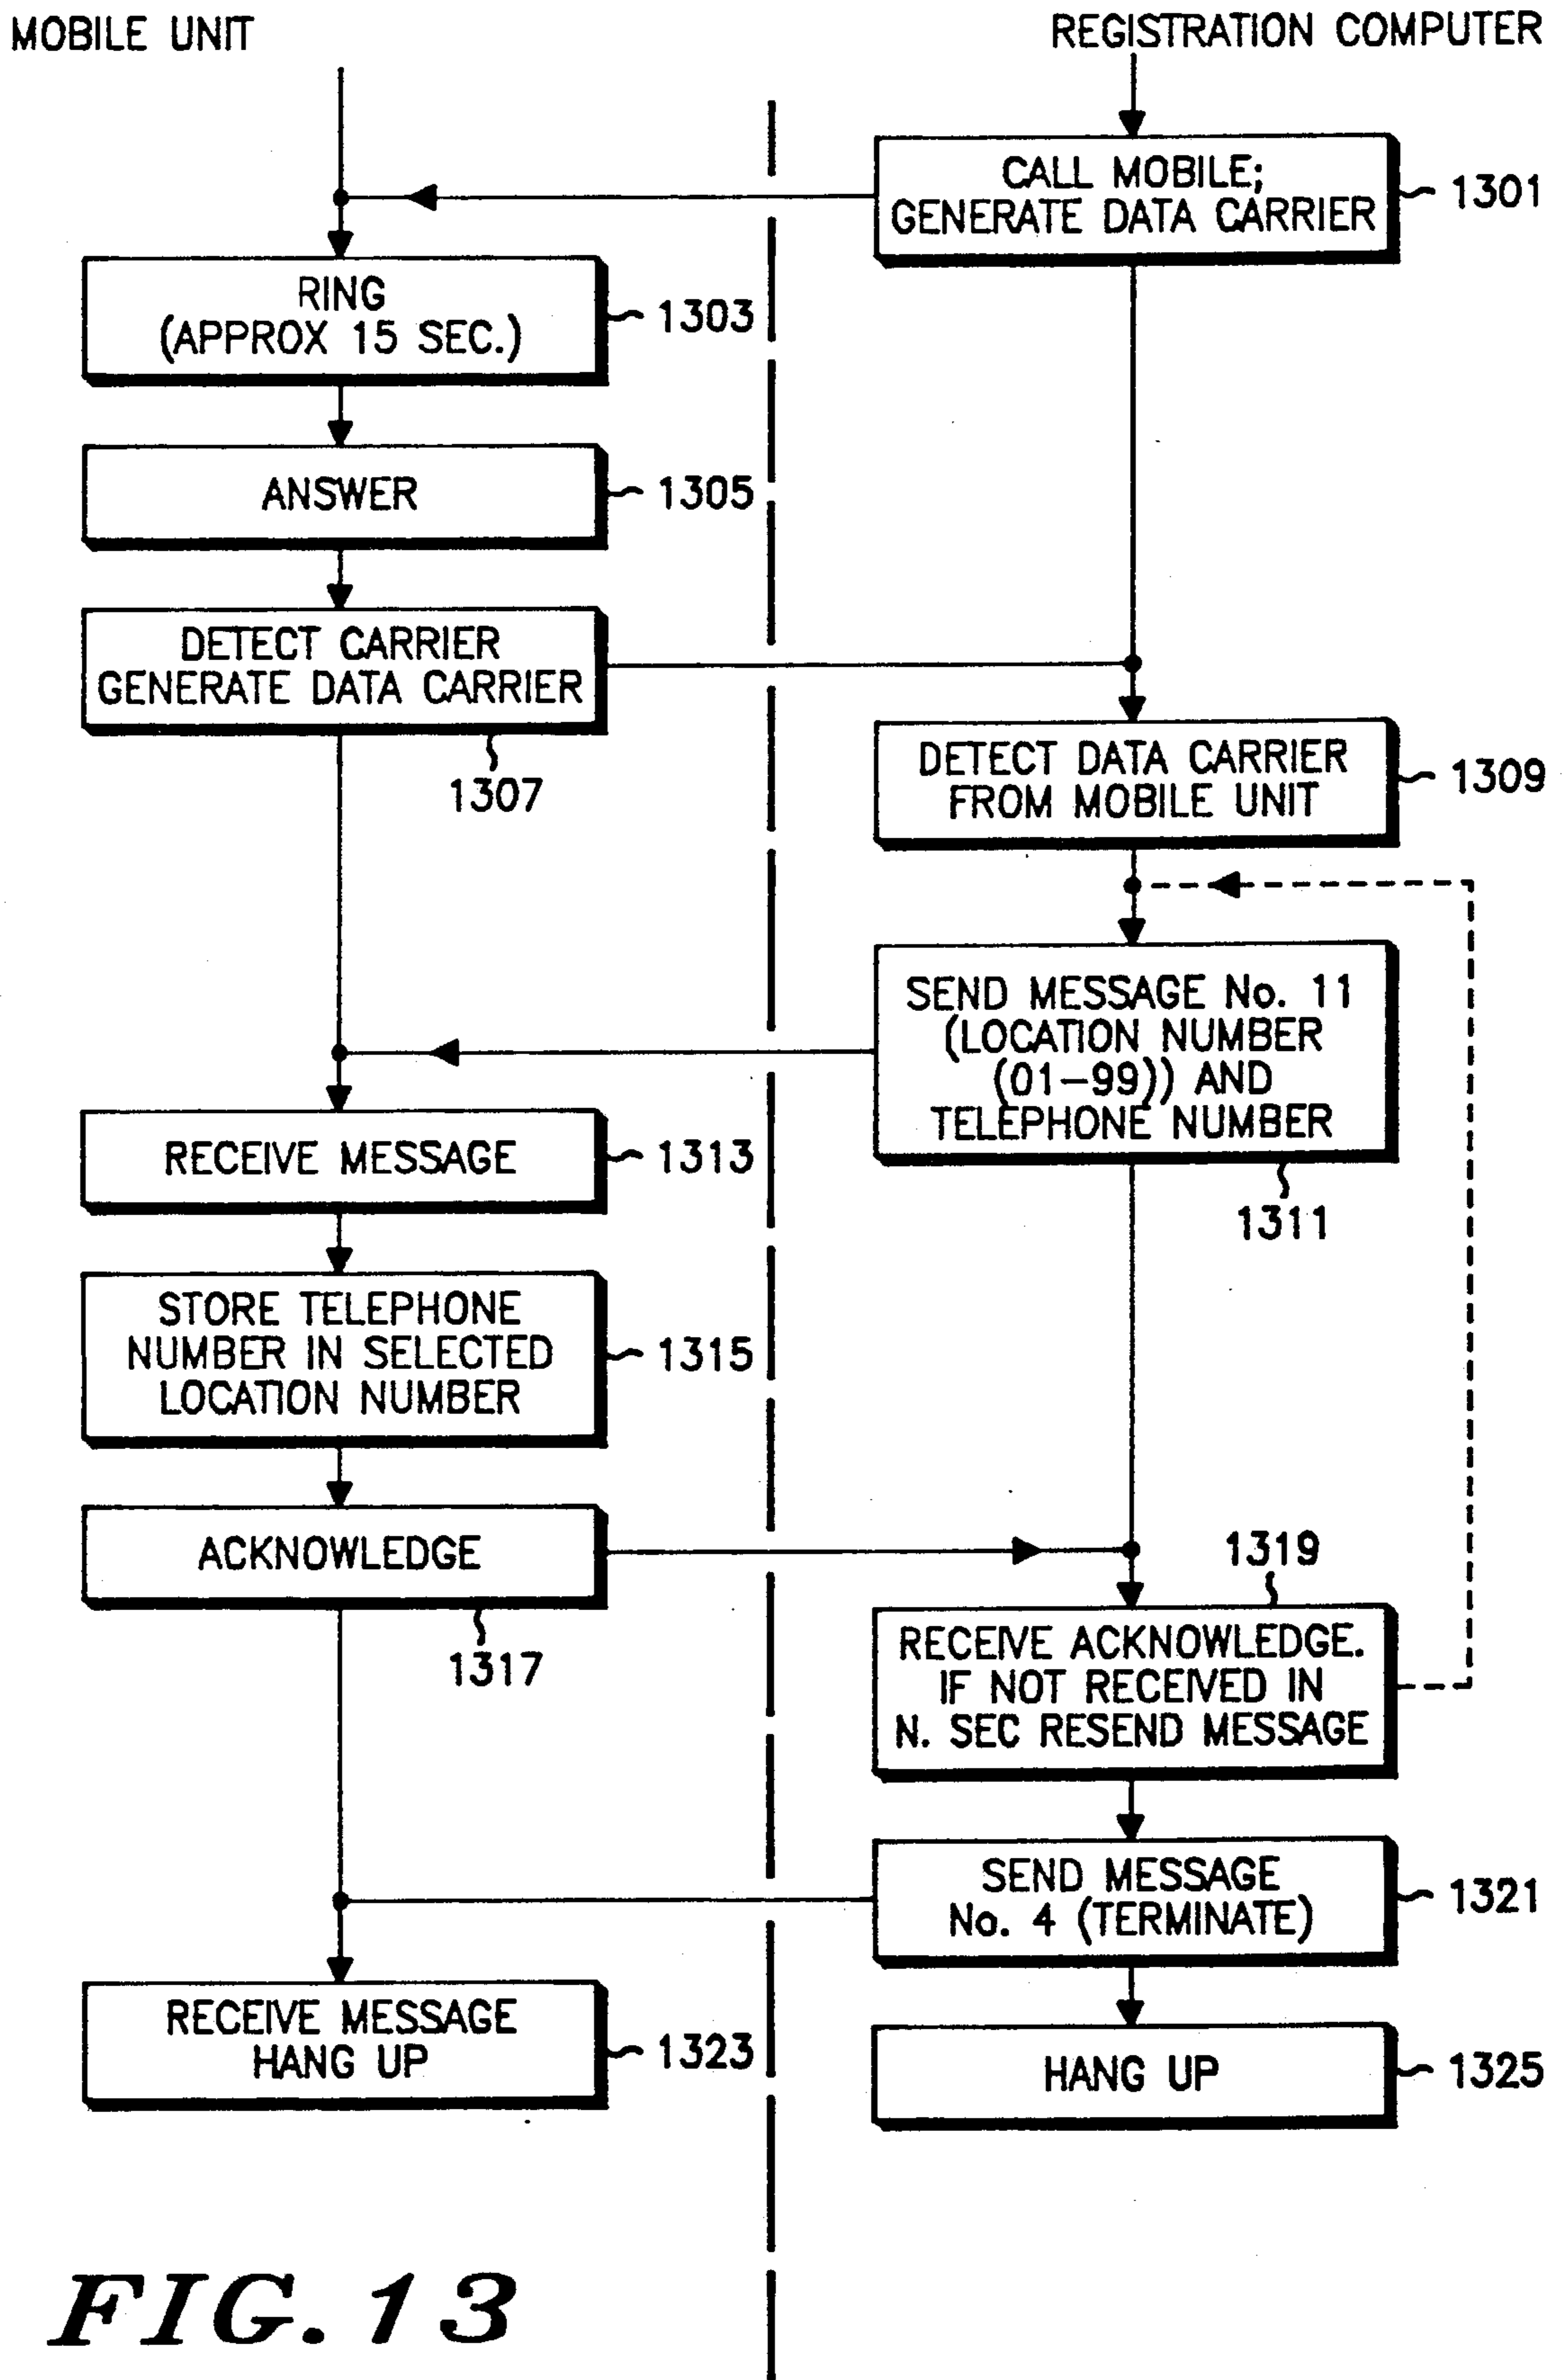 MOBILE UNIT
REGISTRATION COMPUTER
CALL MOBILE;
GENERATE DATA CARRIER
1301
RING
(APPROX 15 SEC.)
1303
ANSWER
1305
DETECT CARRIER
GENERATE DATA CARRIER
1307
DETECT DATA CARRIER
FROM MOBILE UNIT
1309
SEND MESSAGE No. 11
(LOCATION NUMBER
(01-99)) AND
TELEPHONE NUMBER
1311
RECEIVE MESSAGE
1313
STORE TELEPHONE
NUMBER IN SELECTED
LOCATION NUMBER
1315
ACKNOWLEDGE
1317
1319
RECEIVE ACKNOWLEDGE.
IF NOT RECEIVED IN
N. SEC RESEND MESSAGE
SEND MESSAGE
No. 4 (TERMINATE)
1321
RECEIVE MESSAGE
HANG UP
1323
HANG UP
1325
FIG. 13